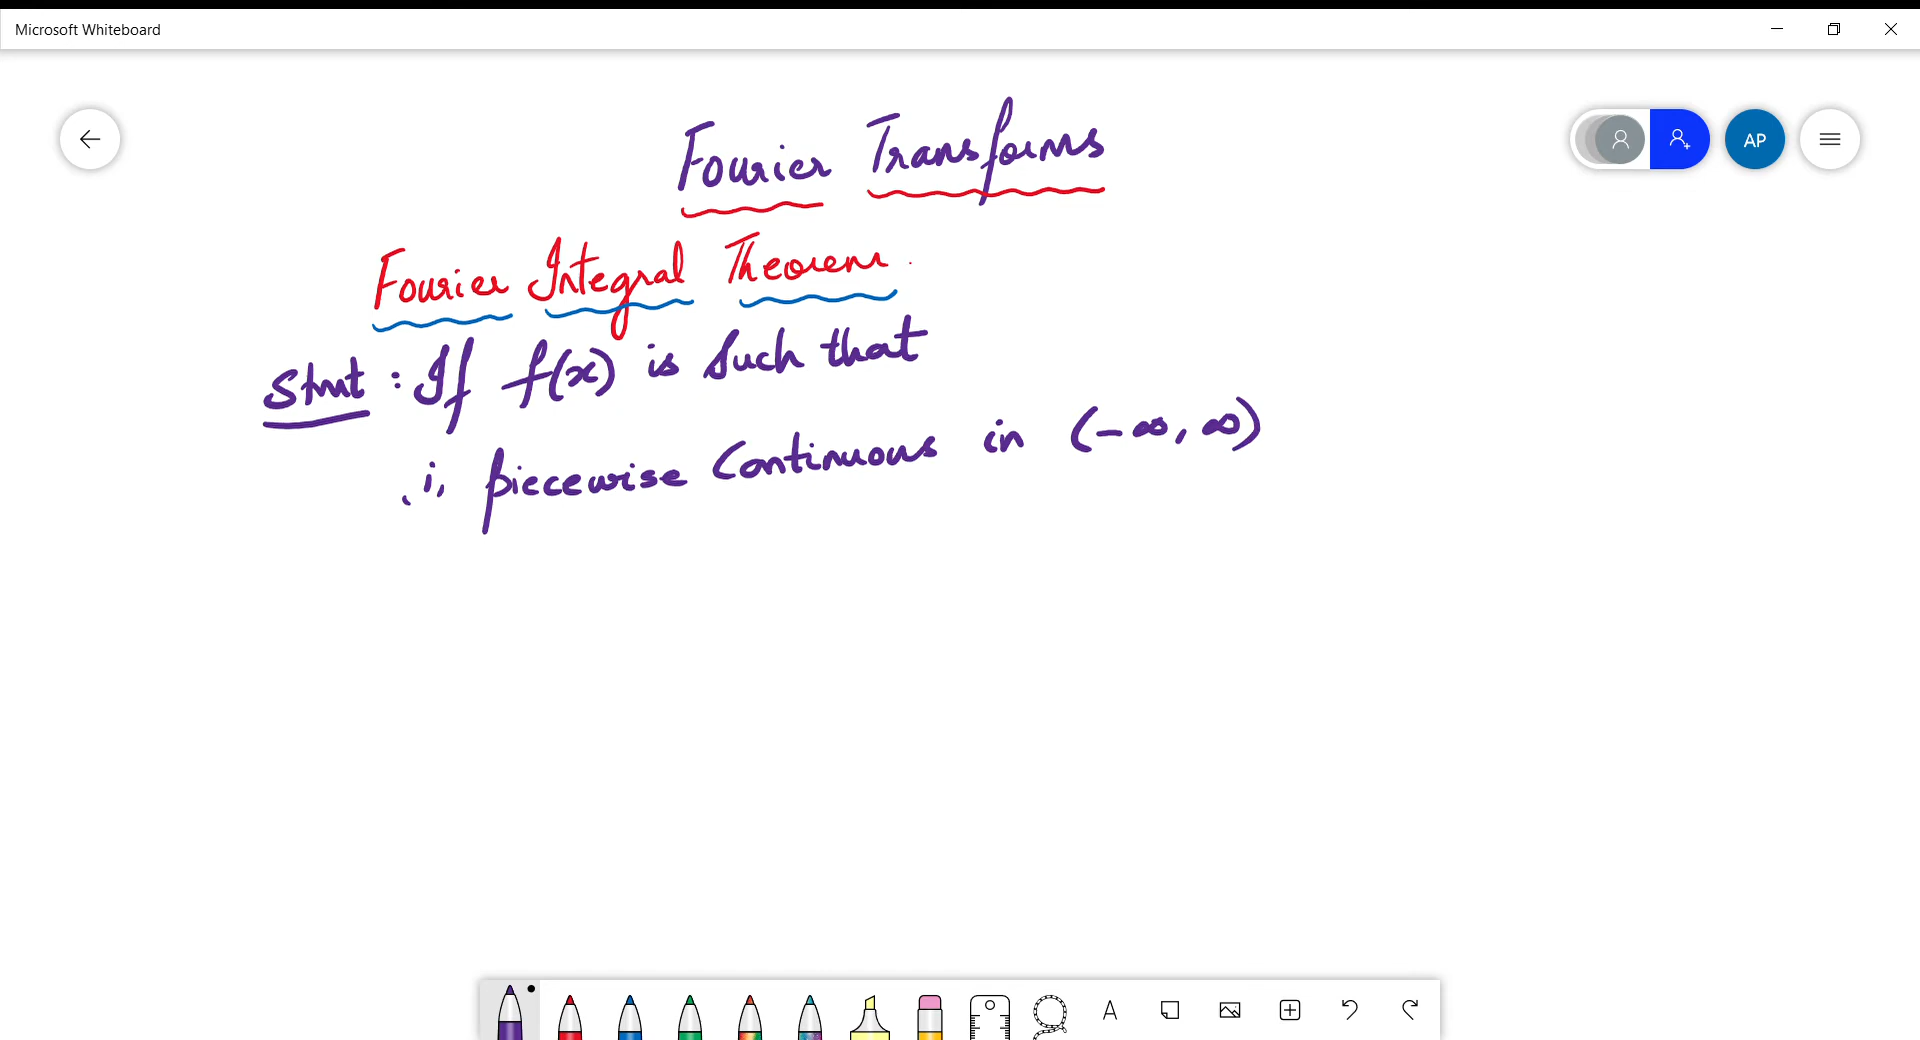 Microsoft Whiteboard
AP
Fourier Transforms
Fourier Integral Theorem.
Stmt : If f(x) is such that
i, piecewise continuous in (-∞, ∞)
A